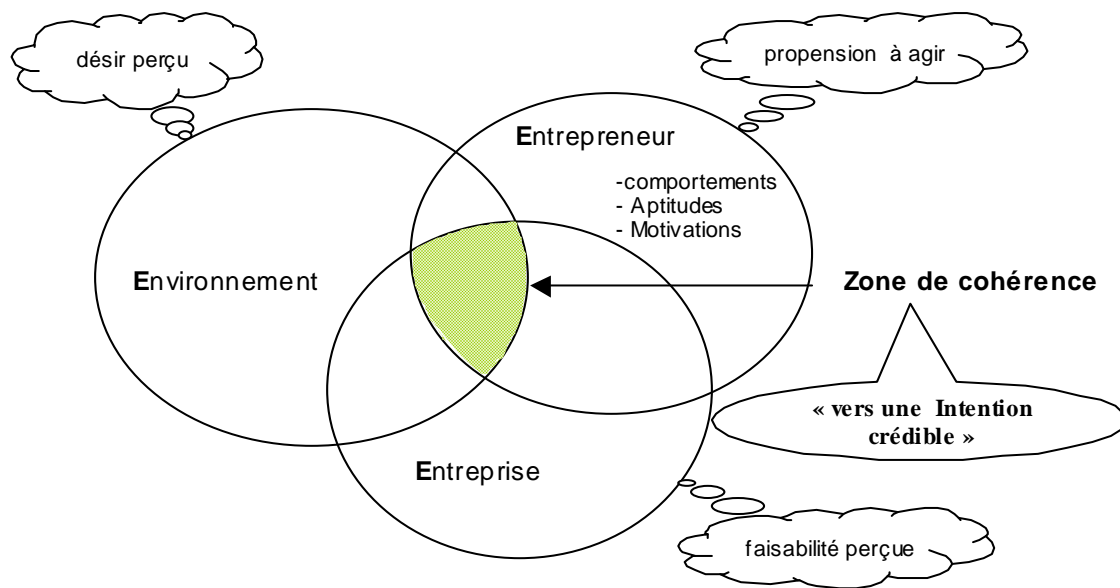 désir perçu
propension à agir
Entrepreneur
-comportements
- Aptitudes
- Motivations
Environnement
Zone de cohérence
« vers une Intention
crédible »
Entreprise
faisabilité perçue